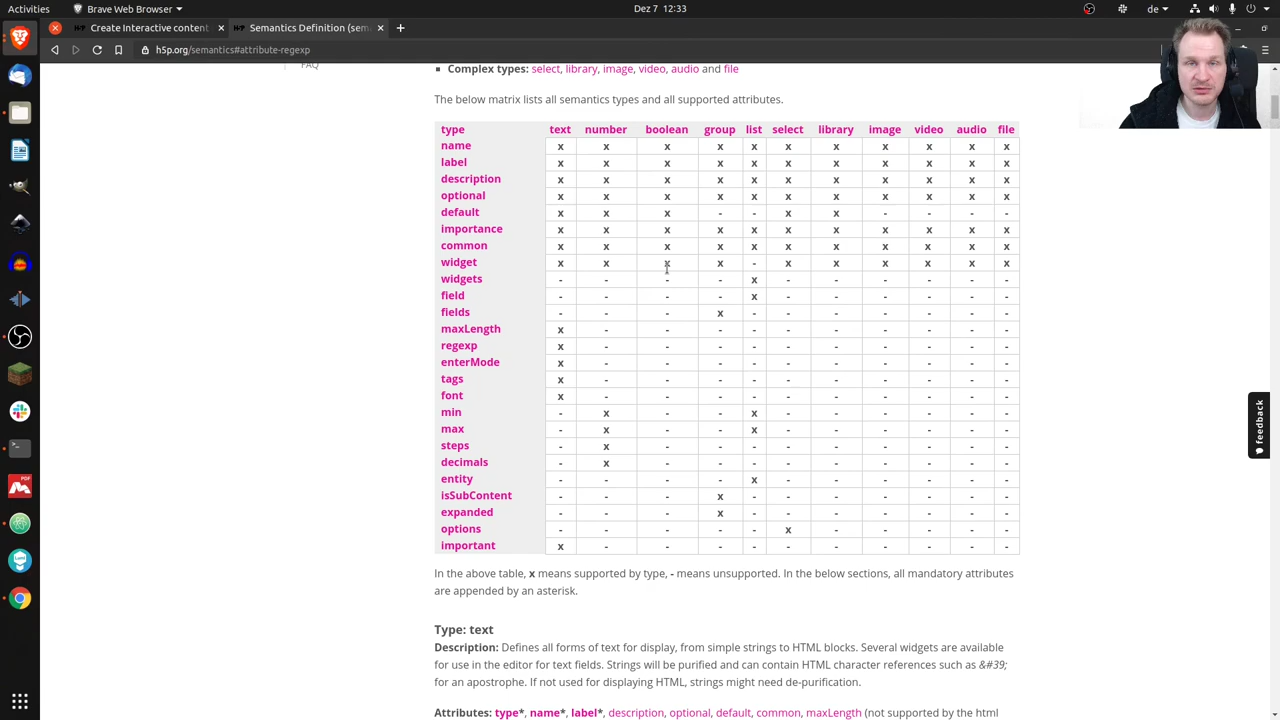 Activities
Brave Web Browser
Dez 7 12:33
Create Interactive content
Semantics Definition (sem
h5p.org/semantics#attribute-regexp
FAQ
Complex types: select, library, image, video, audio and file
The below matrix lists all semantics types and all supported attributes.
type text number boolean group list select library image video audio file
name x x x x x x x x x x x
label x x x x x x x x x x x
description x x x x x x x x x x x
optional x x x x x x x x x x x
default x x x - - x x - - - -
importance x x x x x x x x x x x
common x x x x x x x x x x x
widget x x x x - x x x x x x
widgets - - - - x - - - - - -
field - - - - x - - - - - -
fields - - - x - - - - - - -
maxLength x - - - - - - - - - -
regexp x - - - - - - - - - -
enterMode x - - - - - - - - - -
tags x - - - - - - - - - -
font x - - - - - - - - - -
min - x - - x - - - - - -
max - x - - x - - - - - -
steps - x - - - - - - - - -
decimals - x - - - - - - - - -
entity - - - - x - - - - - -
isSubContent - - - x - - - - - - -
expanded - - - x - - - - - - -
options - - - - - x - - - - -
important x - - - - - - - - - -
feedback
In the above table, x means supported by type, - means unsupported. In the below sections, all mandatory attributes
are appended by an asterisk.
Type: text
Description: Defines all forms of text for display, from simple strings to HTML blocks. Several widgets are available
for use in the editor for text fields. Strings will be purified and can contain HTML character references such as &#39;
for an apostrophe. If not used for displaying HTML, strings might need de-purification.
Attributes: type*, name*, label*, description, optional, default, common, maxLength (not supported by the html